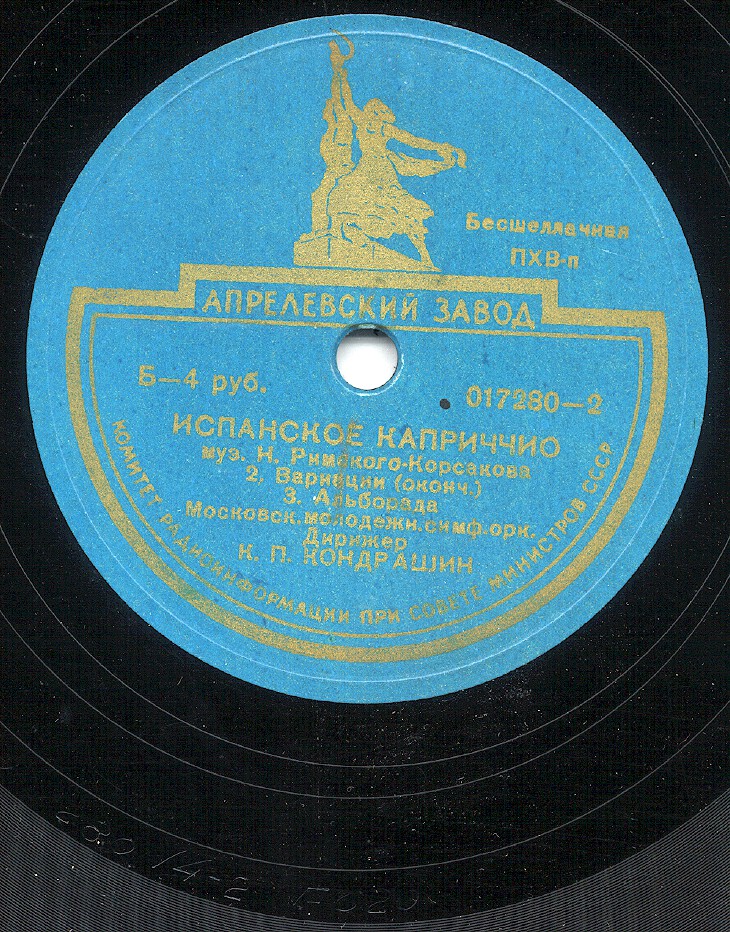 Бесшеллачная
ПХВ-п
АПРЕЛЕВСКИЙ ЗАВОД
Б—4 руб.
017280—2
ИСПАНСКОЕ КАПРИЧЧИО
муз. Н. Римского-Корсакова
2. Вариации (оконч.)
3. Альборада
Московск.молодежн.симф.орк.
Дирижер
К. П. КОНДРАШИН
КОМИТЕТ РАДИОИНФОРМАЦИИ ПРИ СОВЕТЕ МИНИСТРОВ СССР